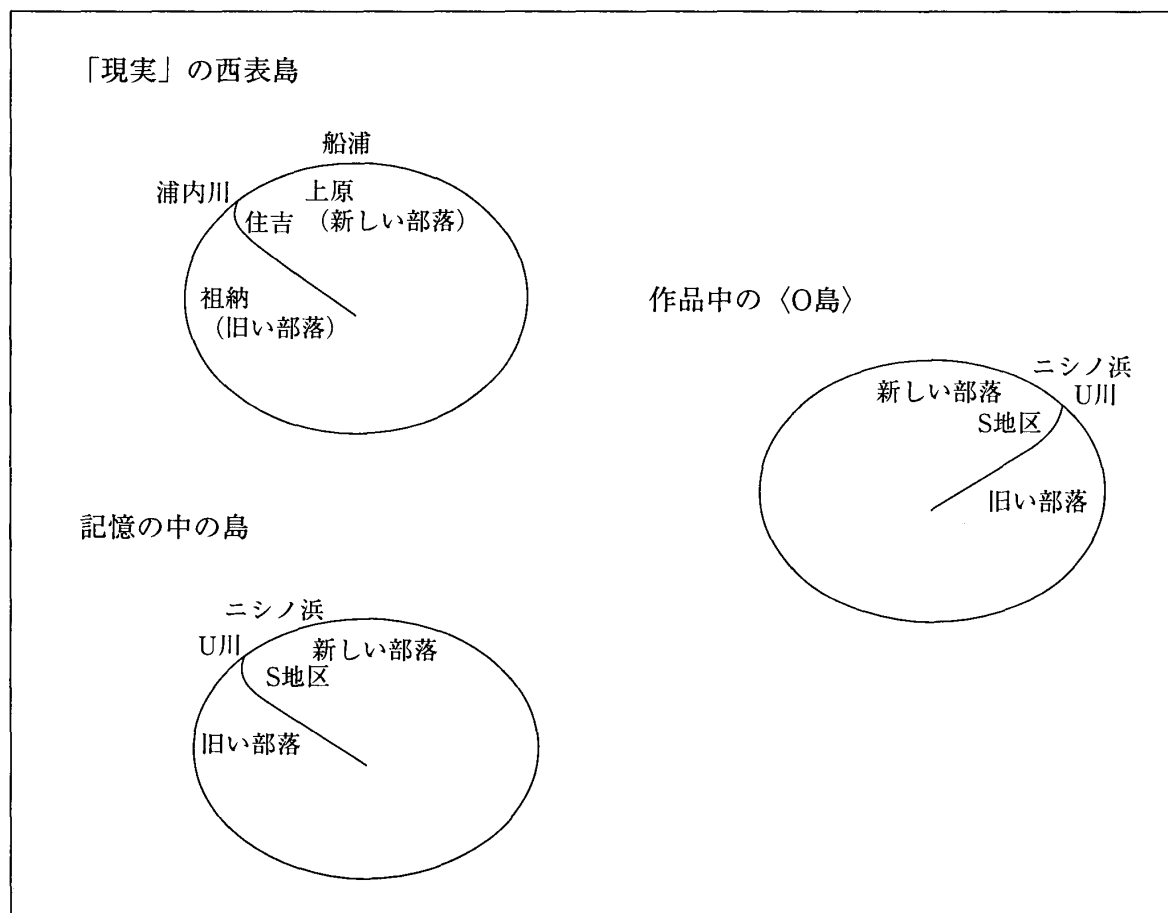 「現実」の西表島
船浦
浦内川
上原
住吉
（新しい部落）
祖納
（旧い部落）
作品中の〈O島〉
ニシノ浜
U川
新しい部落
S地区
旧い部落
記憶の中の島
ニシノ浜
U川
新しい部落
S地区
旧い部落